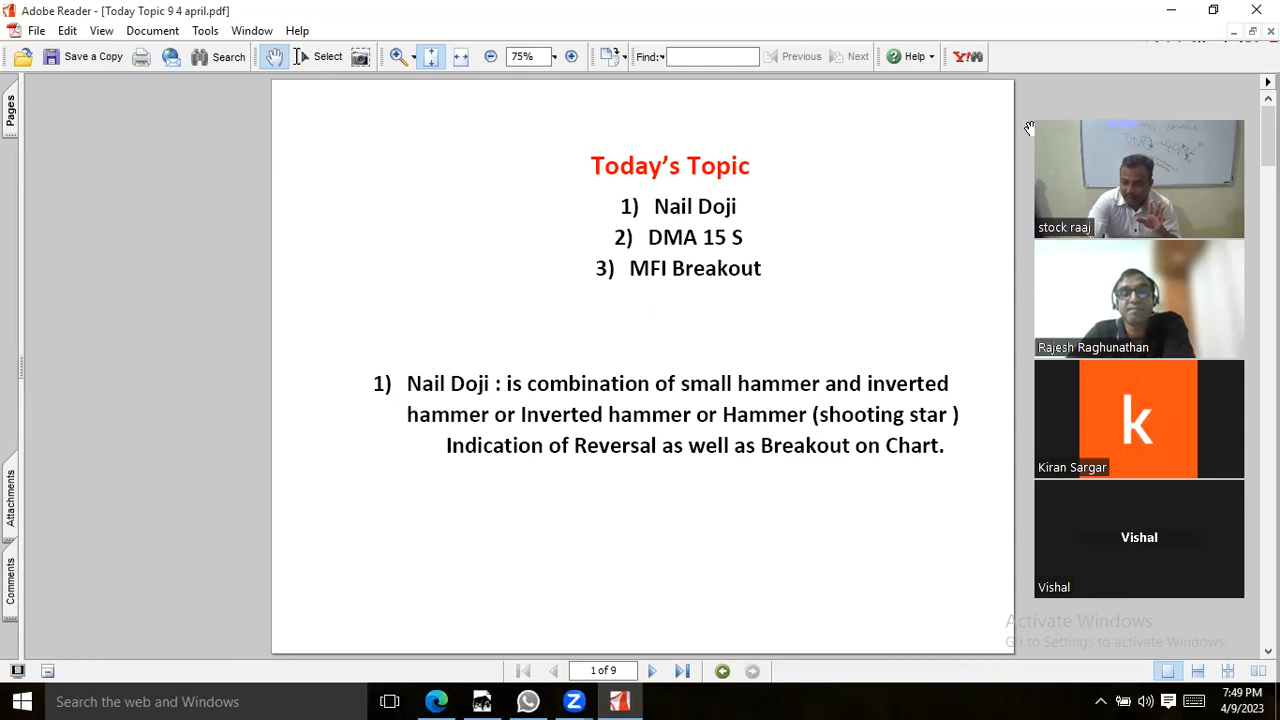 Adobe Reader - [Today Topic 9 4 april.pdf]
File Edit View Document Tools Window Help
Save a Copy Search Select 75% Find: Previous Next Help Y!
Pages
Today's Topic
1) Nail Doji
2) DMA 15 S
3) MFI Breakout
1) Nail Doji : is combination of small hammer and inverted
hammer or Inverted hammer or Hammer (shooting star )
Indication of Reversal as well as Breakout on Chart.
Attachments
Comments
stock raaj
Rajesh Raghunathan
k
Kiran Sargar
Vishal
Vishal
Activate Windows
Go to Settings to activate Windows.
1 of 9
Search the web and Windows
7:49 PM
4/9/2023